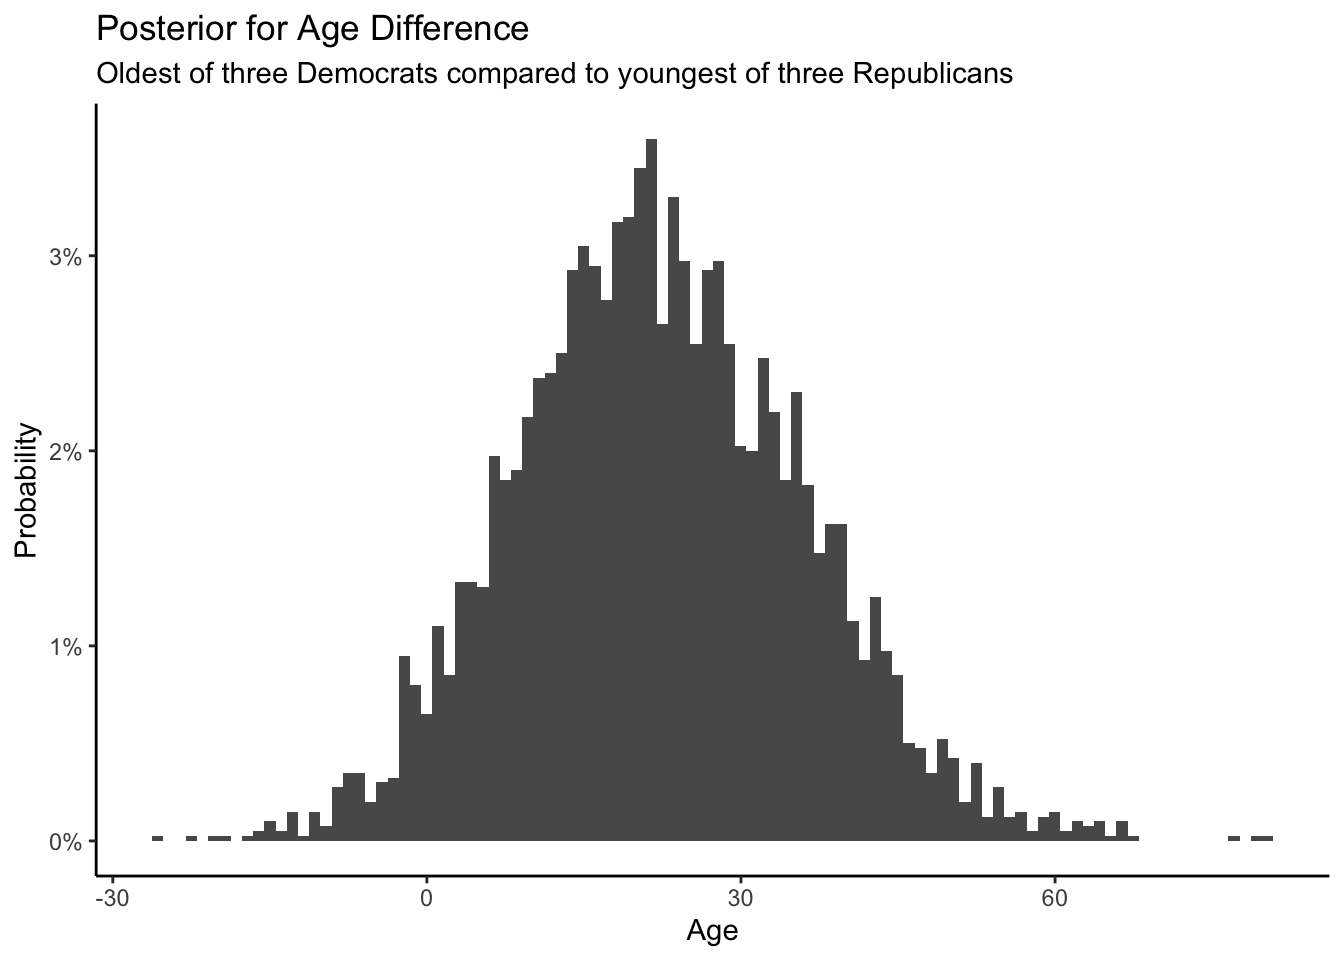 Posterior for Age Difference
Oldest of three Democrats compared to youngest of three Republicans
Probability
3%
2%
1%
0%
-30 0 30 60
Age